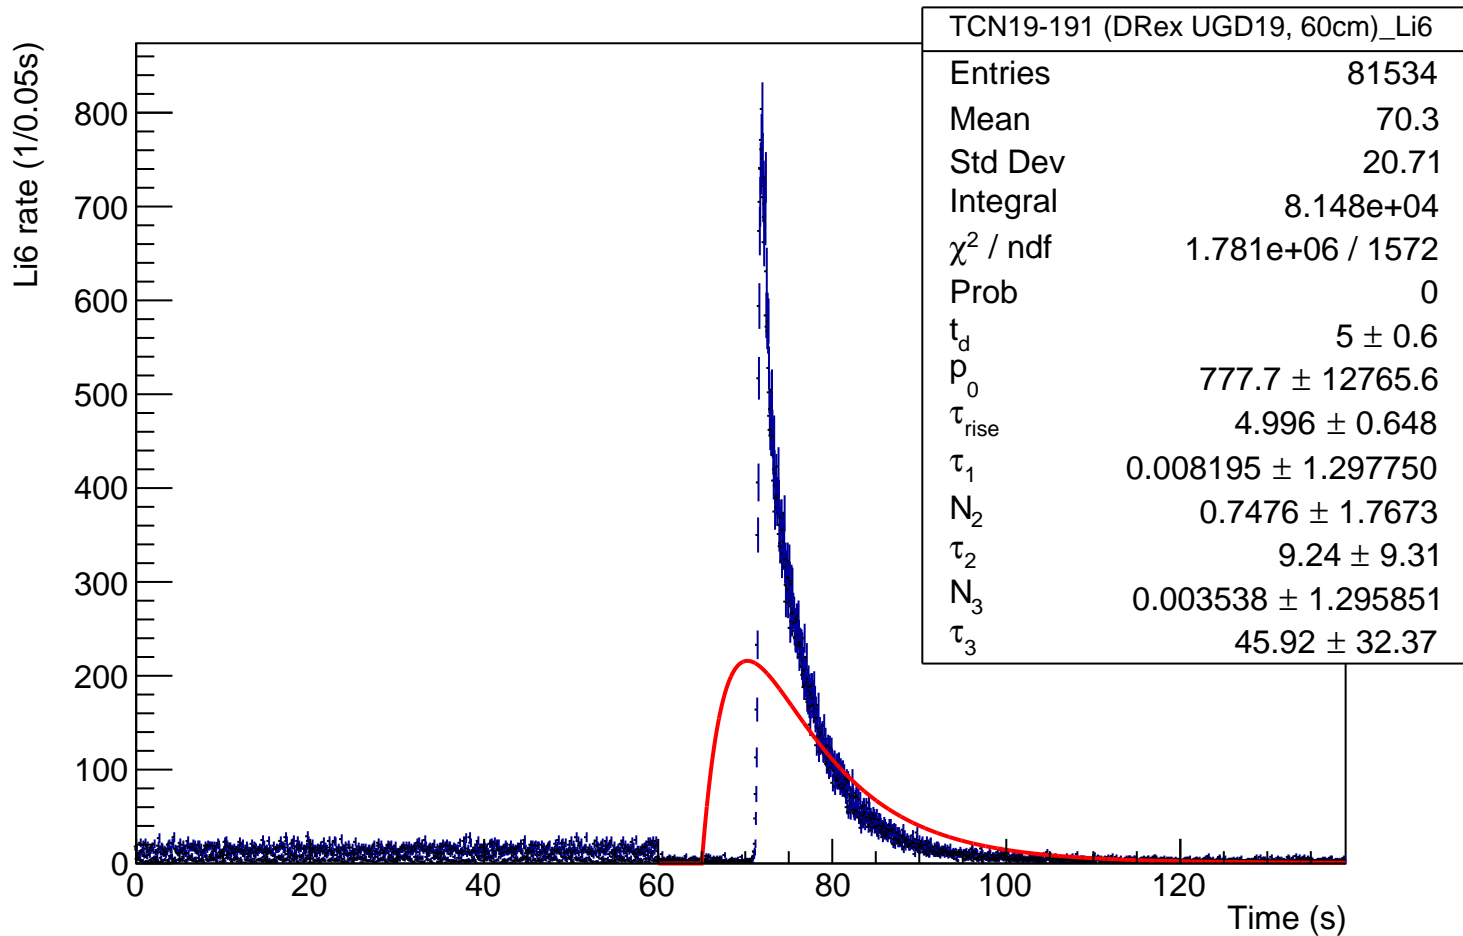 TCN19-191 (DRex UGD19, 60cm)_Li6
Entries 81534
Mean 70.3
Std Dev 20.71
Integral 8.148e+04
χ² / ndf 1.781e+06 / 1572
Prob 0
t_d 5 ± 0.6
p_0 777.7 ± 12765.6
τ_rise 4.996 ± 0.648
τ_1 0.008195 ± 1.297750
N_2 0.7476 ± 1.7673
τ_2 9.24 ± 9.31
N_3 0.003538 ± 1.295851
τ_3 45.92 ± 32.37
Li6 rate (1/0.05s)
800
700
600
500
400
300
200
100
0
0 20 40 60 80 100 120
Time (s)